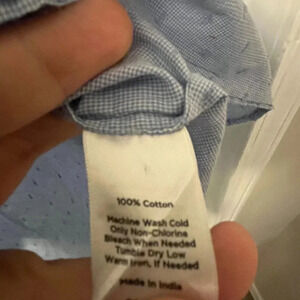 100% Cotton
Machine Wash Cold
Only Non-Chlorine
Bleach When Needed
Tumble Dry Low
Warm Iron, If Needed
Made in India